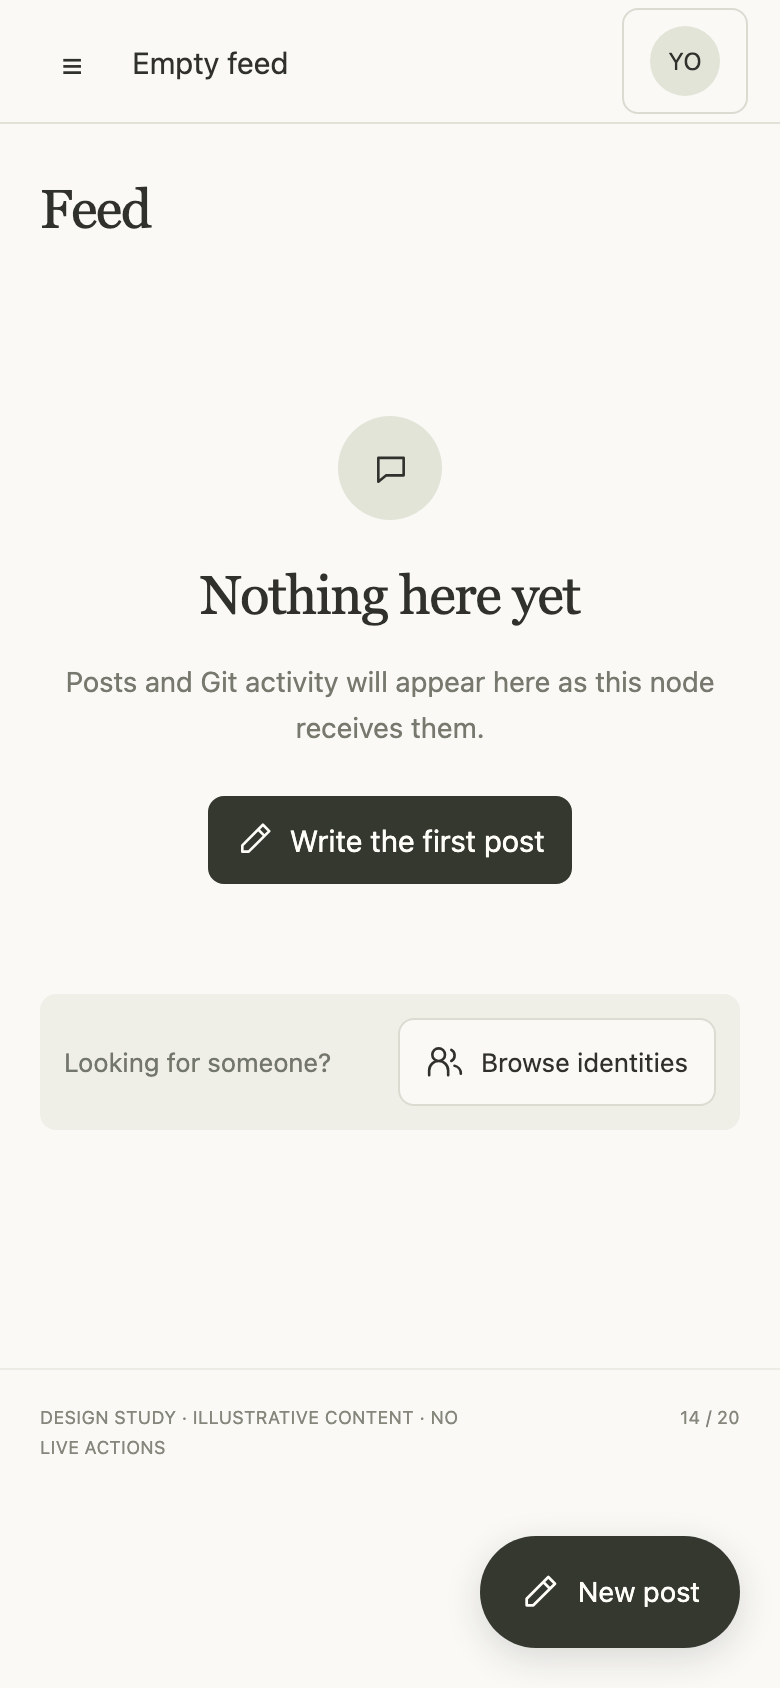 Empty feed
YO
Feed
Nothing here yet
Posts and Git activity will appear here as this node
receives them.
Write the first post
Looking for someone?
Browse identities
DESIGN STUDY · ILLUSTRATIVE CONTENT · NO
LIVE ACTIONS
14 / 20
New post